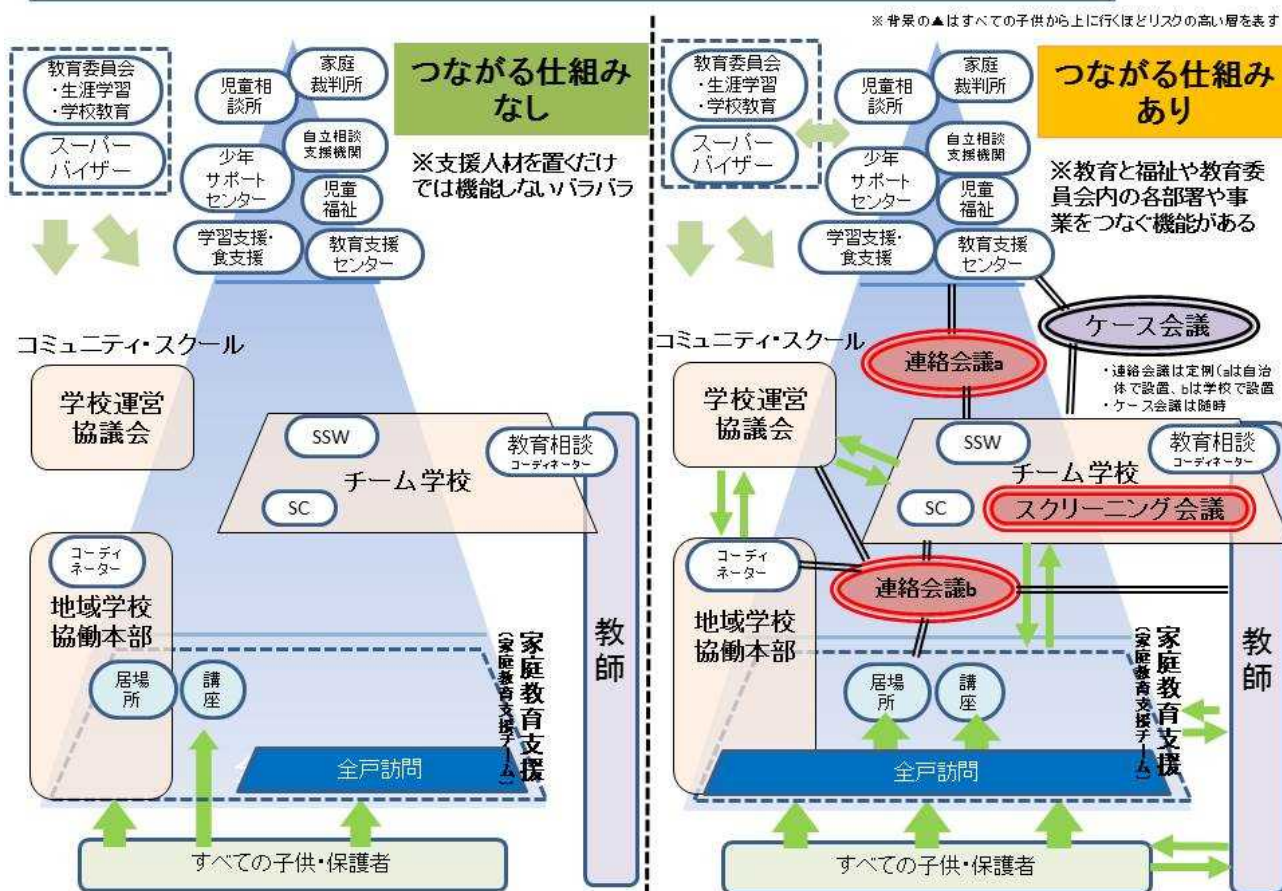 ※背景の▲はすべての子供から上に行くほどリスクの高い層を表す
教育委員会
・生涯学習
・学校教育
スーパー
バイザー
児童相
談所
家庭
裁判所
自立相談
支援機関
少年
サポート
センター
児童
福祉
学習支援・
食支援
教育支援
センター
つながる仕組み
なし
※支援人材を置くだけ
では機能しないバラバラ
コミュニティ・スクール
学校運営
協議会
SSW
教育相談
コーディネーター
チーム学校
SC
コーディ
ネーター
地域学校
協働本部
居場
所
講
座
家庭教育支援
(家庭教育支援チーム)
教師
全戸訪問
すべての子供・保護者
教育委員会
・生涯学習
・学校教育
スーパー
バイザー
児童相
談所
家庭
裁判所
自立相談
支援機関
少年
サポート
センター
児童
福祉
学習支援・
食支援
教育支援
センター
つながる仕組み
あり
※教育と福祉や教育委
員会内の各部署や事
業をつなぐ機能がある
ケース会議
連絡会議a
・連絡会議は定例(aは自治
体で設置、bは学校で設置
・ケース会議は随時
コミュニティ・スクール
学校運営
協議会
SSW
教育相談
コーディネーター
チーム学校
SC
スクリーニング会議
コーディ
ネーター
連絡会議b
地域学校
協働本部
居場
所
講
座
家庭教育支援
(家庭教育支援チーム)
教師
全戸訪問
すべての子供・保護者